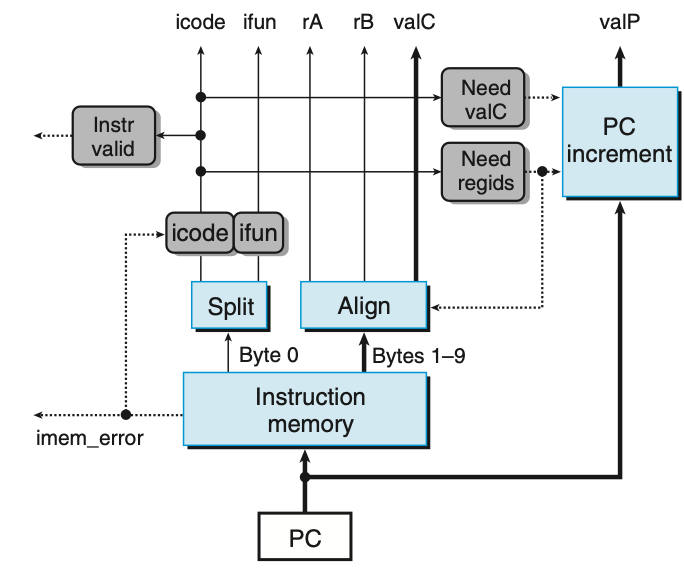 icode ifun rA rB valC valP
Need
valC
Instr
valid
PC
increment
Need
regids
icode ifun
Split
Align
Byte 0
Bytes 1–9
Instruction
memory
imem_error
PC